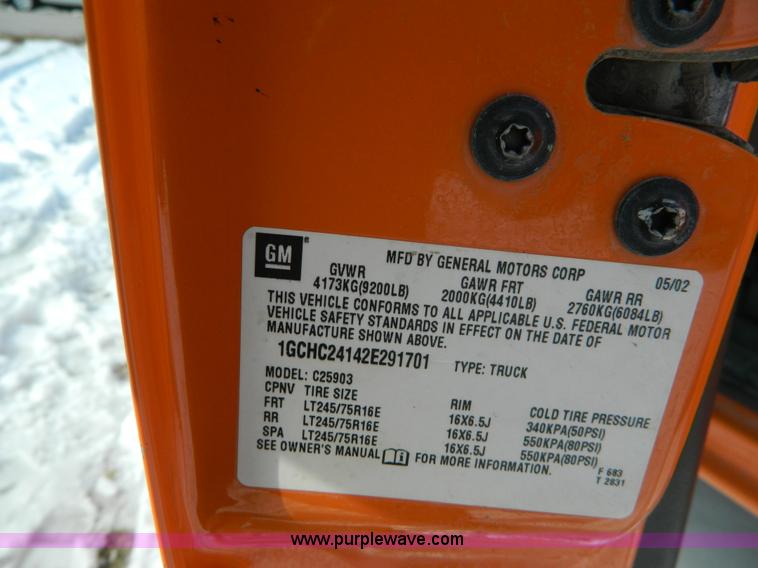 GM®
MFD BY GENERAL MOTORS CORP 05/02
GVWR GAWR FRT GAWR RR
4173KG(9200LB) 2000KG(4410LB) 2760KG(6084LB)
THIS VEHICLE CONFORMS TO ALL APPLICABLE U.S. FEDERAL MOTOR
VEHICLE SAFETY STANDARDS IN EFFECT ON THE DATE OF
MANUFACTURE SHOWN ABOVE.
1GCHC24142E291701 TYPE: TRUCK
MODEL: C25903
CPNV TIRE SIZE RIM COLD TIRE PRESSURE
FRT LT245/75R16E 16X6.5J 340KPA(50PSI)
RR LT245/75R16E 16X6.5J 550KPA(80PSI)
SPA LT245/75R16E 16X6.5J 550KPA(80PSI)
SEE OWNER'S MANUAL FOR MORE INFORMATION.
F 683
T 2831
www.purplewave.com